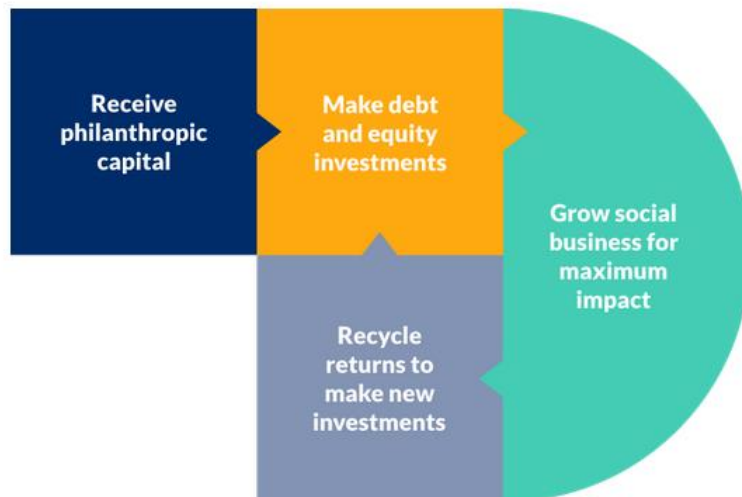 Receive
philanthropic
capital
Make debt
and equity
investments
Grow social
business for
maximum
impact
Recycle
returns to
make new
investments